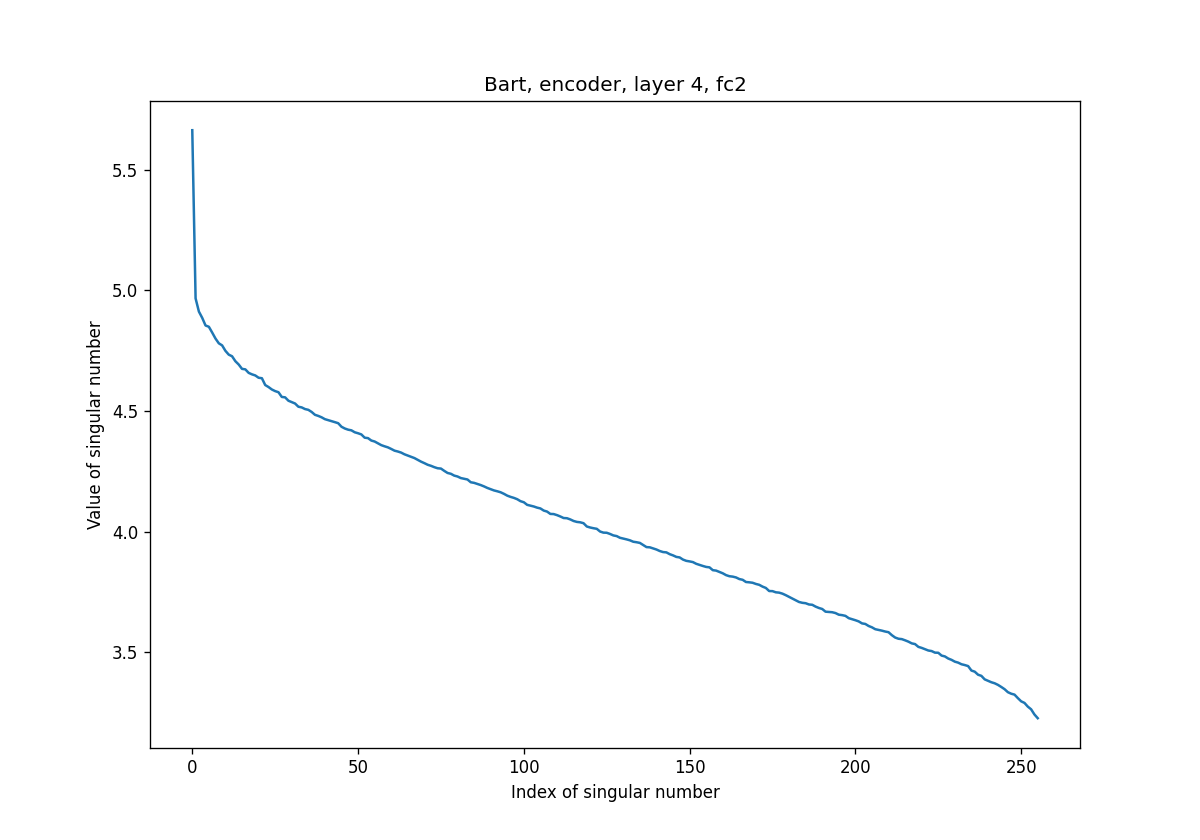 Bart, encoder, layer 4, fc2
5.5
5.0
4.5
4.0
3.5
Value of singular number
0 50 100 150 200 250
Index of singular number